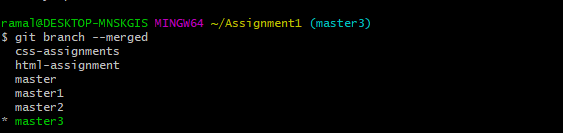 ramal@DESKTOP-MNSKGIS MINGW64 ~/Assignment1 (master3)
$ git branch --merged
  css-assignments
  html-assignment
  master
  master1
  master2
* master3